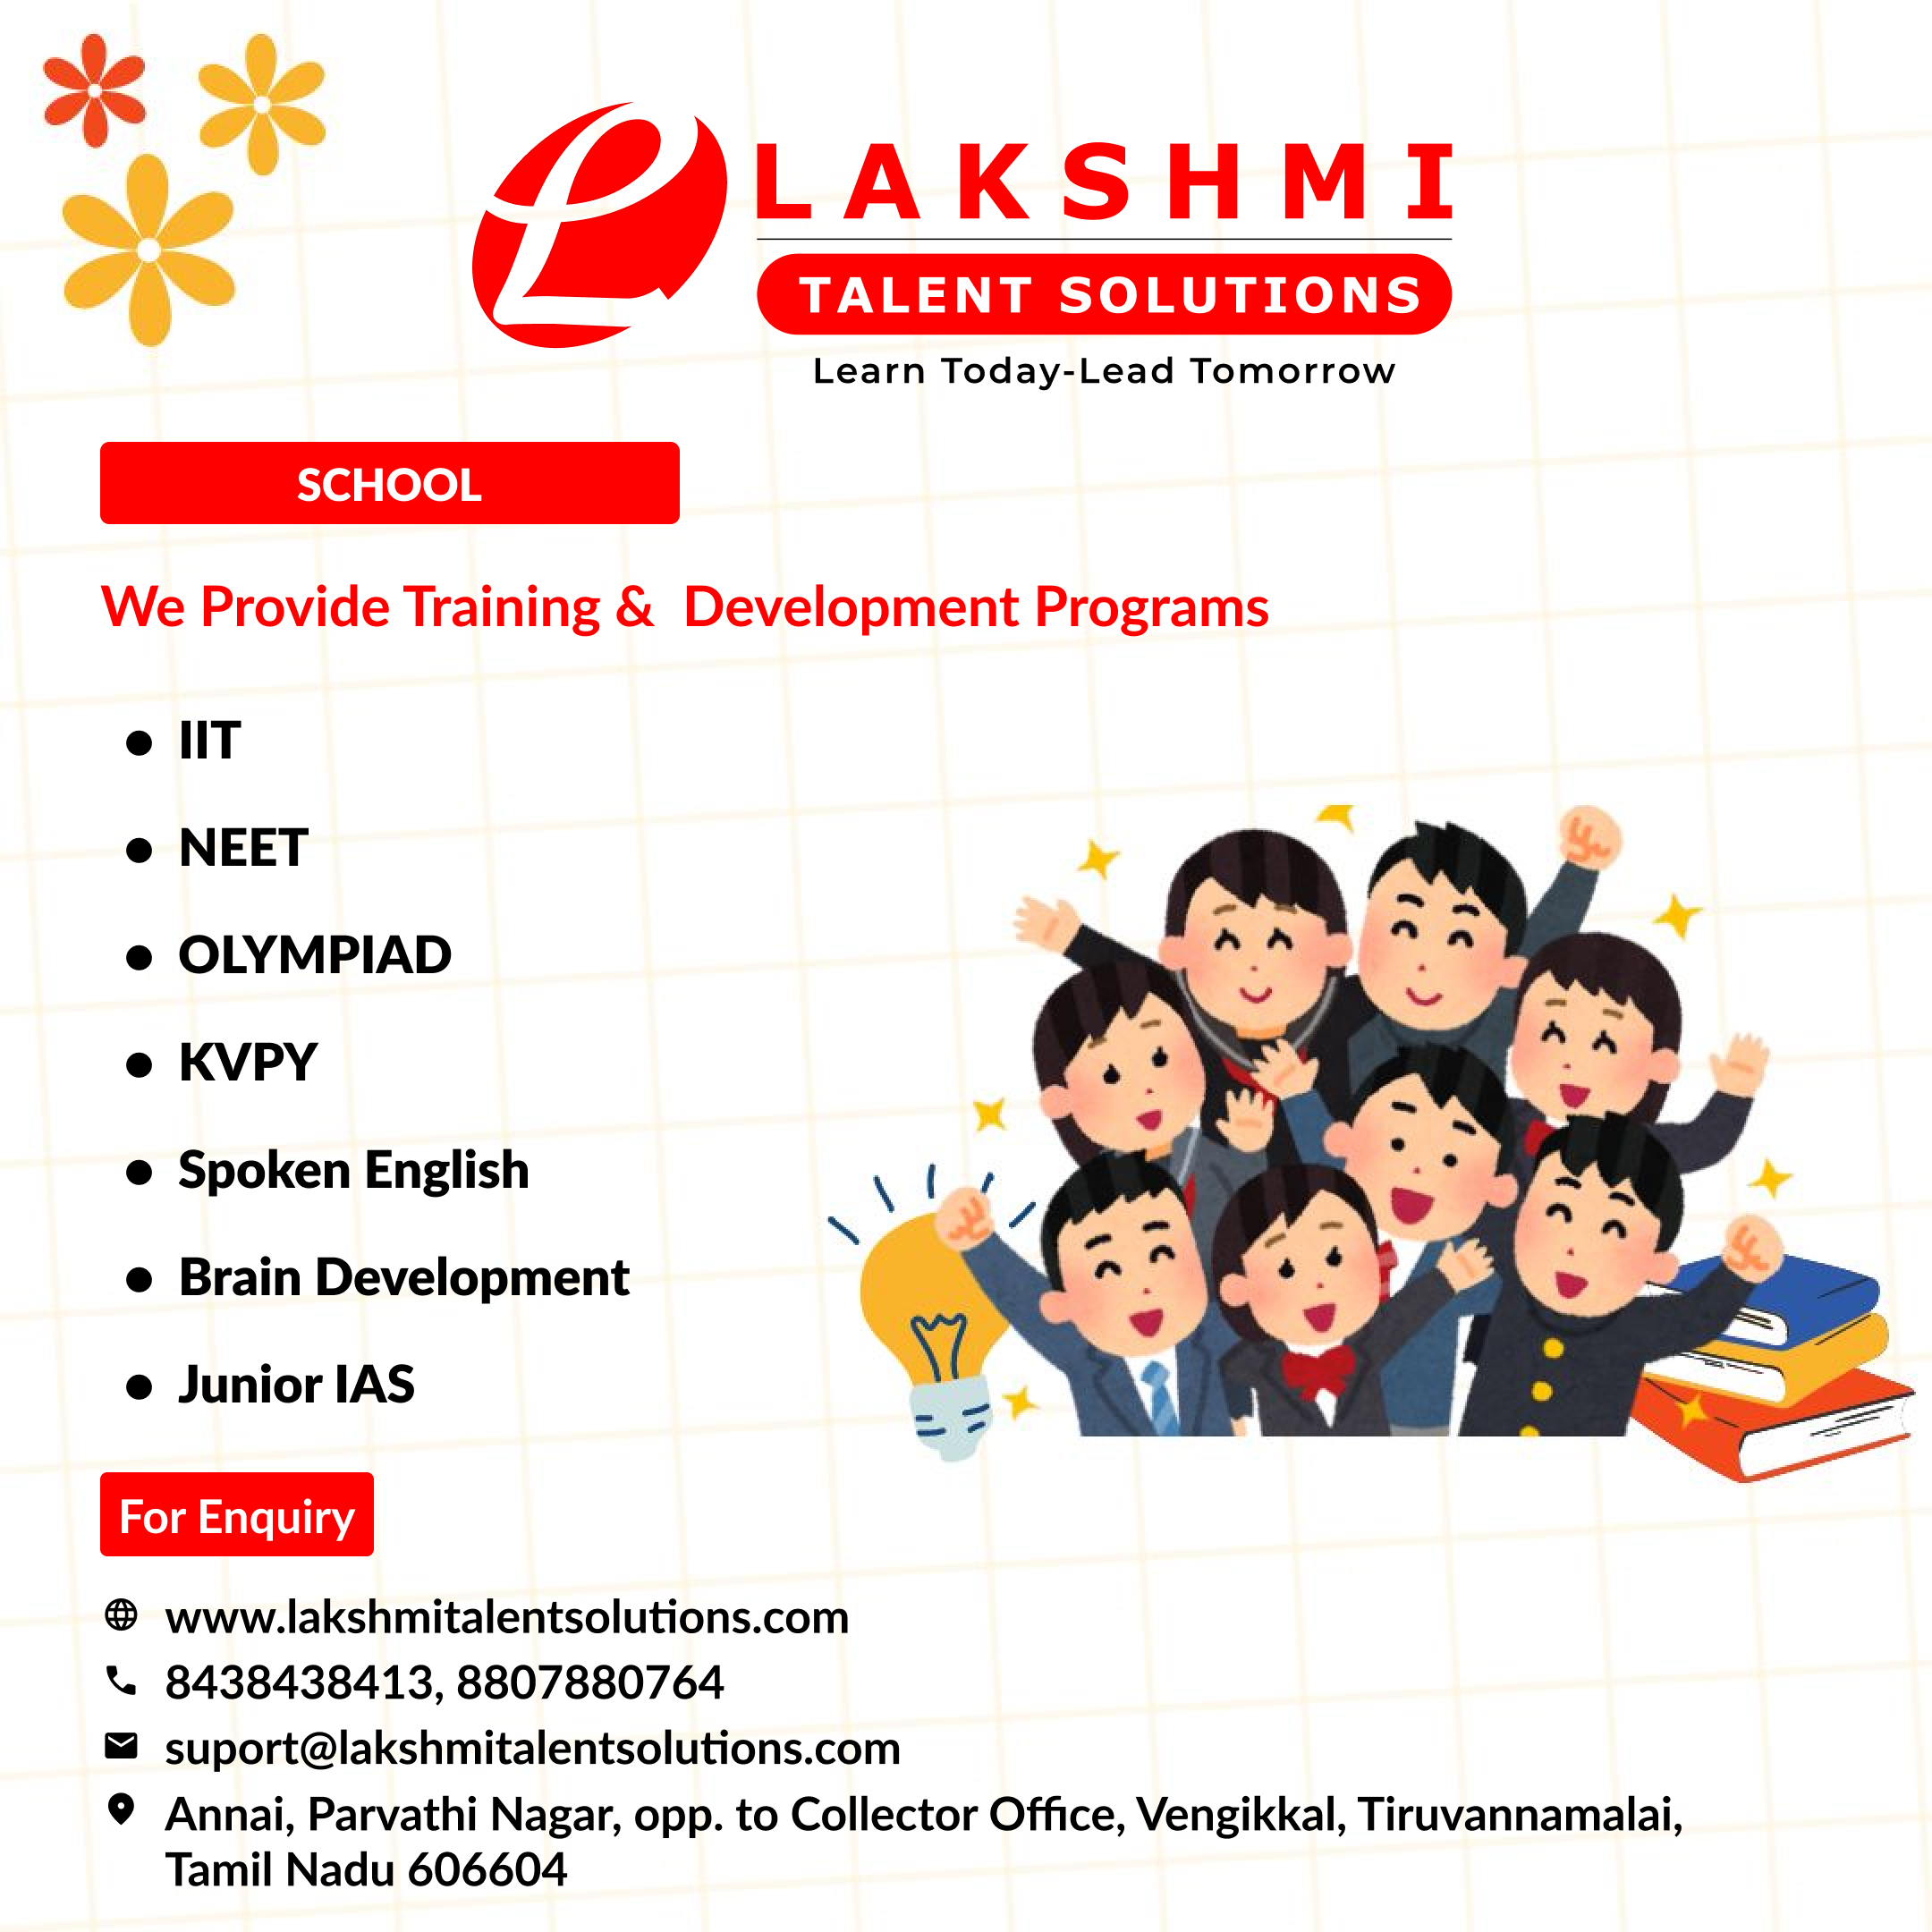 LAKSHMI
TALENT SOLUTIONS
Learn Today-Lead Tomorrow
SCHOOL
We Provide Training & Development Programs
• IIT
• NEET
• OLYMPIAD
• KVPY
• Spoken English
• Brain Development
• Junior IAS
For Enquiry
www.lakshmitalentsolutions.com
8438438413, 8807880764
suport@lakshmitalentsolutions.com
Annai, Parvathi Nagar, opp. to Collector Office, Vengikkal, Tiruvannamalai,
Tamil Nadu 606604